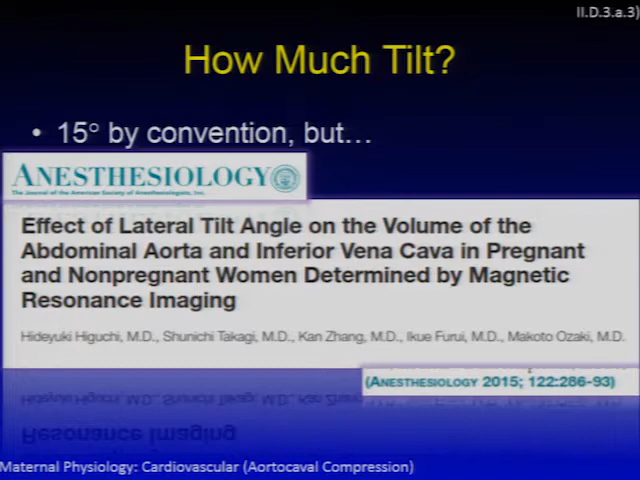 II.D.3.a.3)
How Much Tilt?
• 15° by convention, but...
ANESTHESIOLOGY
The Journal of the American Society of Anesthesiologists, Inc.
Effect of Lateral Tilt Angle on the Volume of the
Abdominal Aorta and Inferior Vena Cava in Pregnant
and Nonpregnant Women Determined by Magnetic
Resonance Imaging
Hideyuki Higuchi, M.D., Shunichi Takagi, M.D., Kan Zhang, M.D., Ikue Furui, M.D., Makoto Ozaki, M.D.
(ANESTHESIOLOGY 2015; 122:286-93)
Maternal Physiology: Cardiovascular (Aortocaval Compression)